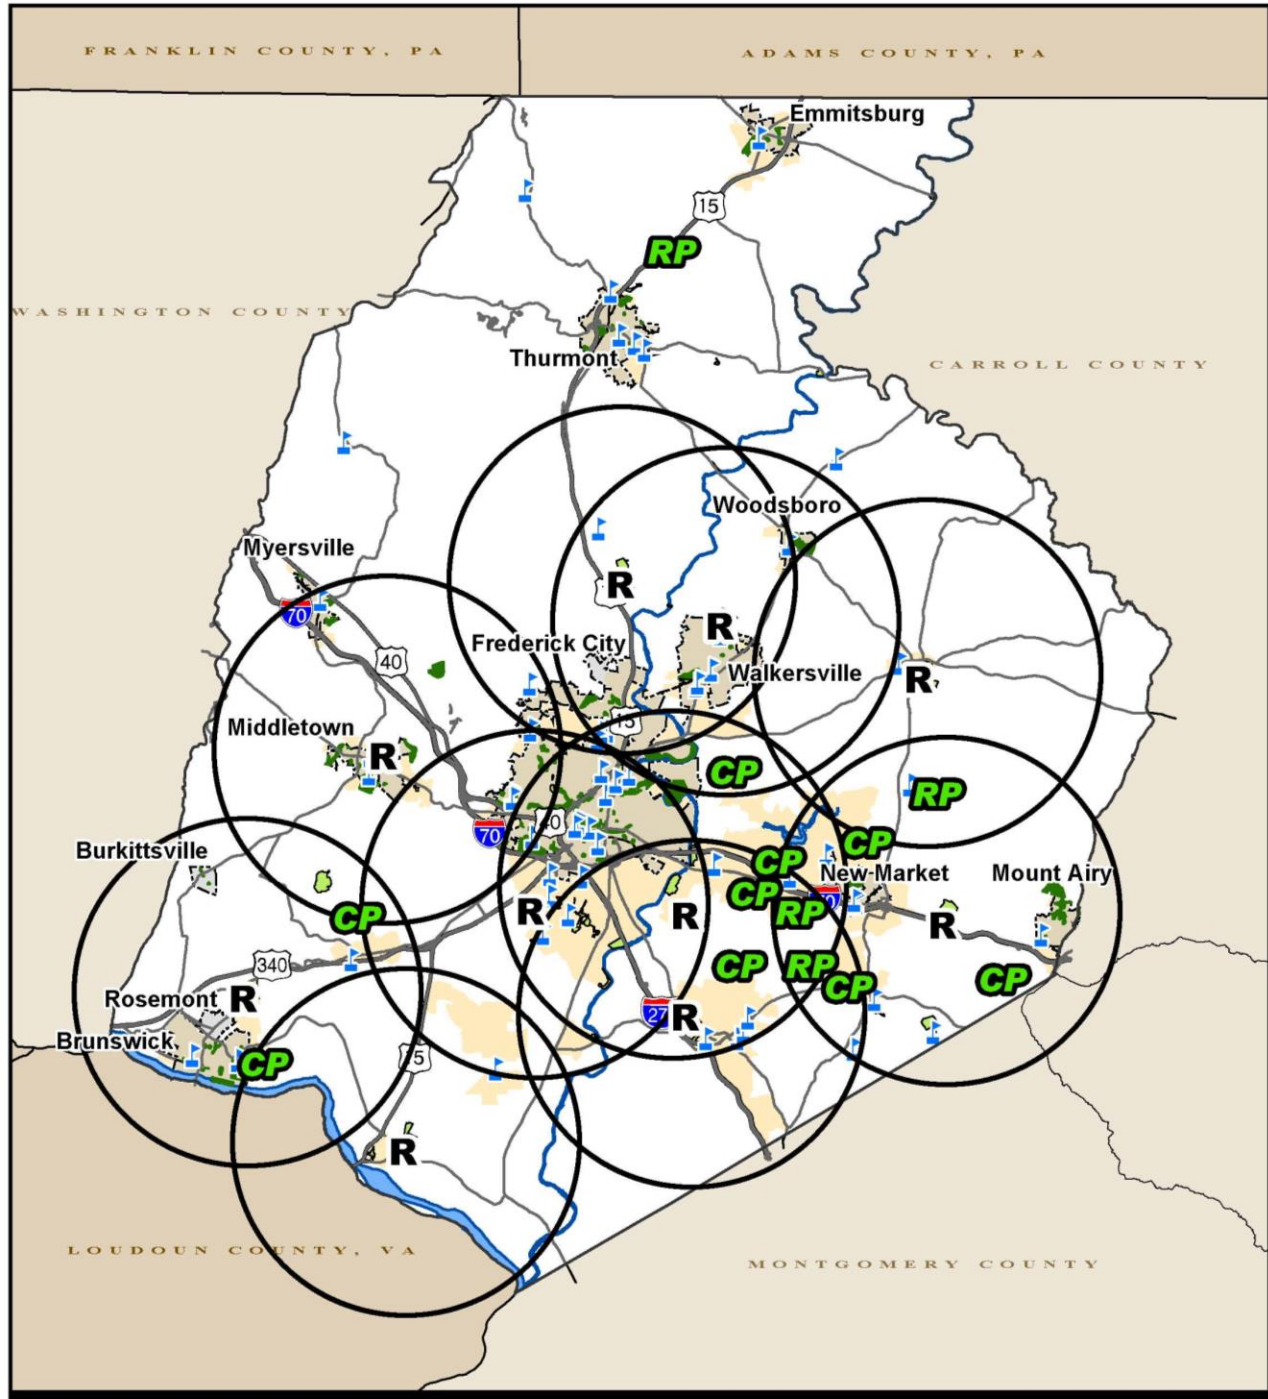 FRANKLIN COUNTY, PA
ADAMS COUNTY, PA
Emmitsburg
15
RP
WASHINGTON COUNTY
Thurmont
CARROLL COUNTY
Woodsboro
Myersville
R
70
R
Frederick City
40
Walkersville
R
15
Middletown
R
CP
RP
70
40
CP
Burkittsville
CP
New Market
Mount Airy
CP
R
R
RP
R
CP
340
CP
RP
CP
CP
Rosemont
R
27
R
Brunswick
CP
R
LOUDOUN COUNTY, VA
MONTGOMERY COUNTY